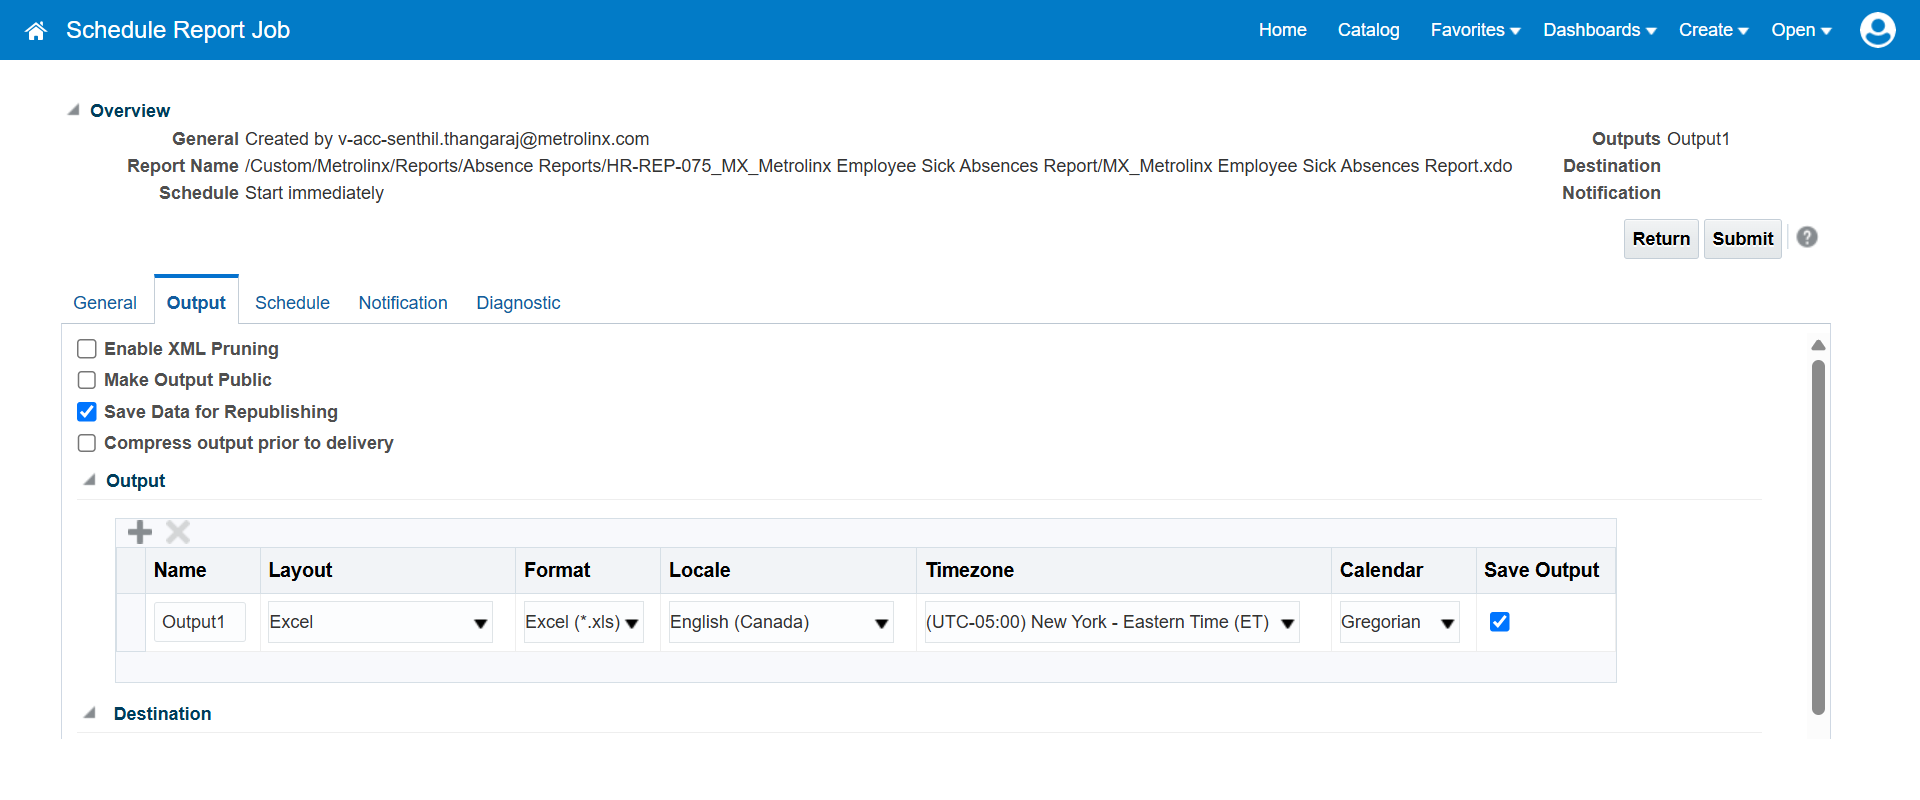 Schedule Report Job
Home Catalog Favorites Dashboards Create Open
Overview
General Created by v-acc-senthil.thangaraj@metrolinx.com
Outputs Output1
Report Name /Custom/Metrolinx/Reports/Absence Reports/HR-REP-075_MX_Metrolinx Employee Sick Absences Report/MX_Metrolinx Employee Sick Absences Report.xdo
Destination
Schedule Start immediately
Notification
Return Submit ?
General Output Schedule Notification Diagnostic
Enable XML Pruning
Make Output Public
Save Data for Republishing
Compress output prior to delivery
Output
Name Layout Format Locale Timezone Calendar Save Output
Output1 Excel Excel (*.xls) English (Canada) (UTC-05:00) New York - Eastern Time (ET) Gregorian
Destination